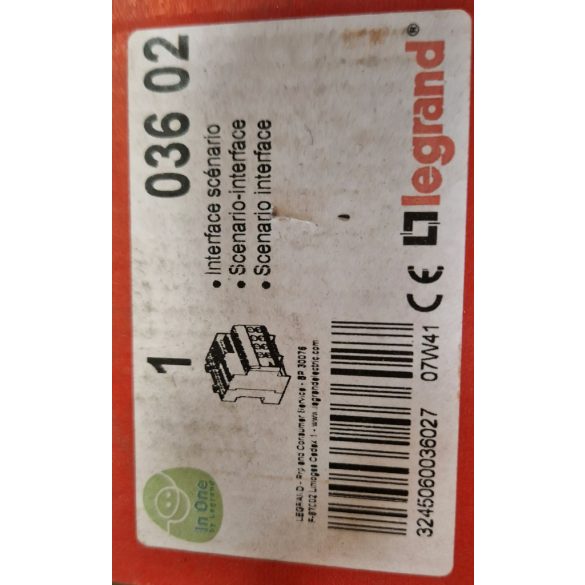 1 036 02
• Interface scénario
• Scenario-interface
• Scenario interface
legrand®
CE
In One
by Legrand
LEGRAND - Pro and Consumer Service - BP 30076
F-87002 Limoges Cedex 1 - www.legrandelectric.com
3245060036027 07W41